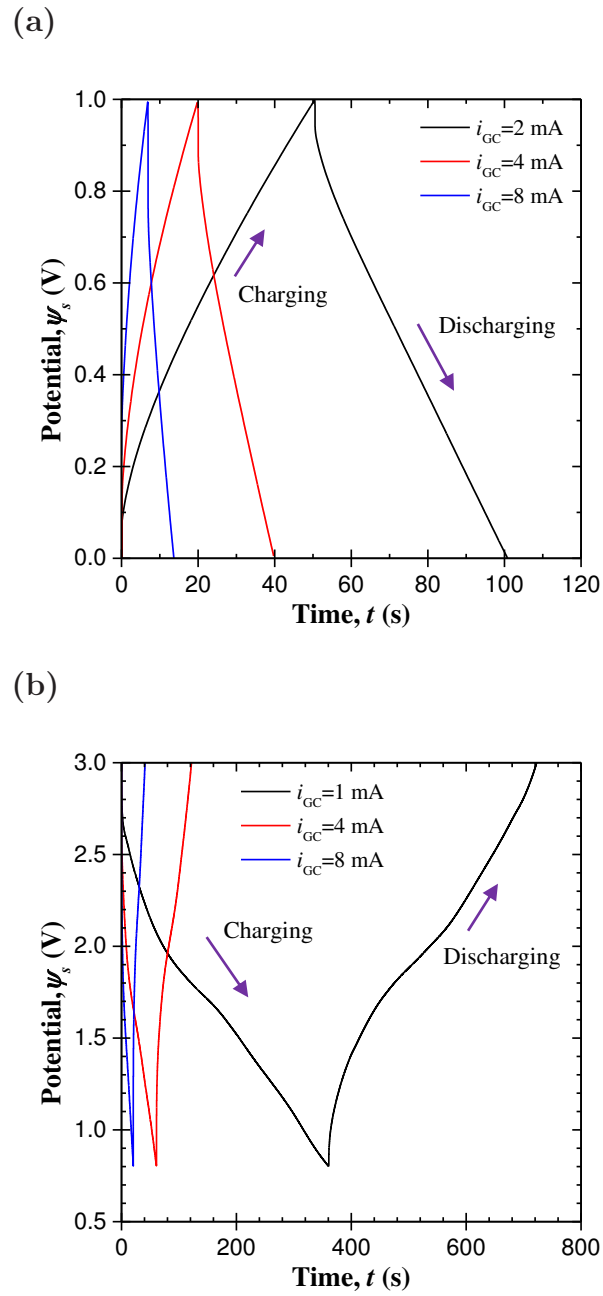 (a)
1.0
0.8
0.6
0.4
0.2
0.0
Potential, ψs (V)
iGC=2 mA
iGC=4 mA
iGC=8 mA
Charging
Discharging
0 20 40 60 80 100 120
Time, t (s)
(b)
3.0
2.5
2.0
1.5
1.0
0.5
Potential, ψs (V)
iGC=1 mA
iGC=4 mA
iGC=8 mA
Charging
Discharging
0 200 400 600 800
Time, t (s)